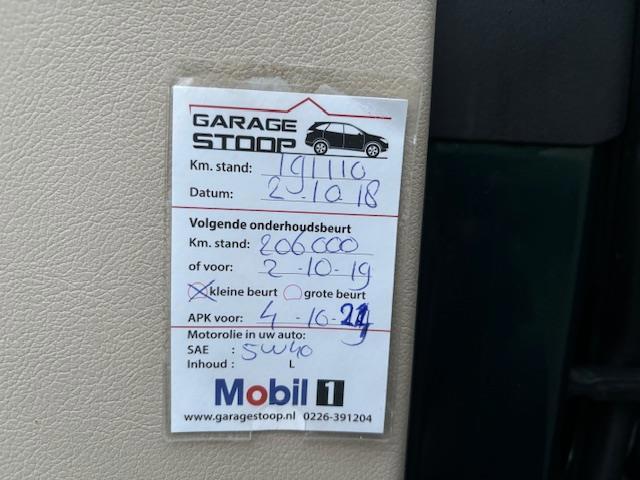 GARAGE
STOOP
Km. stand: 191110
Datum: 2-10-18
Volgende onderhoudsbeurt
Km. stand: 206000
of voor: 2-10-19
kleine beurt grote beurt
APK voor: 4-10-21
Motorolie in uw auto:
SAE : 5W40
Inhoud : L
Mobil 1
www.garagestoop.nl 0226-391204